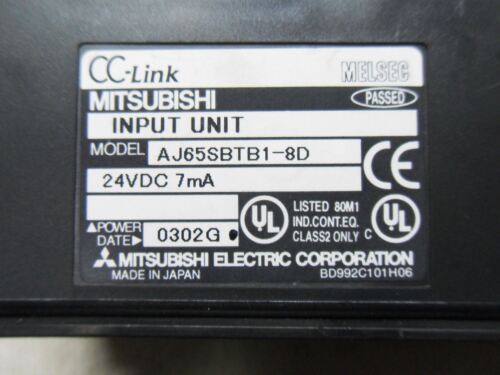 CC-Link MELSEC
MITSUBISHI PASSED
INPUT UNIT
MODEL AJ65SBTB1-8D
24VDC 7mA
CE
▲POWER
DATE▶ 0302G
UL LISTED 80M1
IND.CONT.EQ.
CLASS2 ONLY C UL
MITSUBISHI ELECTRIC CORPORATION
MADE IN JAPAN BD992C101H06